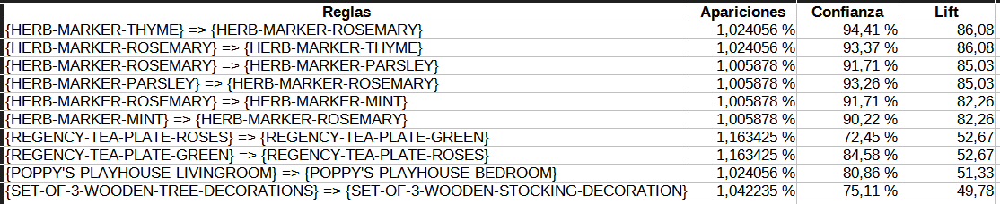 Reglas Apariciones Confianza Lift
{HERB-MARKER-THYME} => {HERB-MARKER-ROSEMARY} 1,024056 % 94,41 % 86,08
{HERB-MARKER-ROSEMARY} => {HERB-MARKER-THYME} 1,024056 % 93,37 % 86,08
{HERB-MARKER-ROSEMARY} => {HERB-MARKER-PARSLEY} 1,005878 % 91,71 % 85,03
{HERB-MARKER-PARSLEY} => {HERB-MARKER-ROSEMARY} 1,005878 % 93,26 % 85,03
{HERB-MARKER-ROSEMARY} => {HERB-MARKER-MINT} 1,005878 % 91,71 % 82,26
{HERB-MARKER-MINT} => {HERB-MARKER-ROSEMARY} 1,005878 % 90,22 % 82,26
{REGENCY-TEA-PLATE-ROSES} => {REGENCY-TEA-PLATE-GREEN} 1,163425 % 72,45 % 52,67
{REGENCY-TEA-PLATE-GREEN} => {REGENCY-TEA-PLATE-ROSES} 1,163425 % 84,58 % 52,67
{POPPY'S-PLAYHOUSE-LIVINGROOM} => {POPPY'S-PLAYHOUSE-BEDROOM} 1,024056 % 80,86 % 51,33
{SET-OF-3-WOODEN-TREE-DECORATIONS} => {SET-OF-3-WOODEN-STOCKING-DECORATION} 1,042235 % 75,11 % 49,78